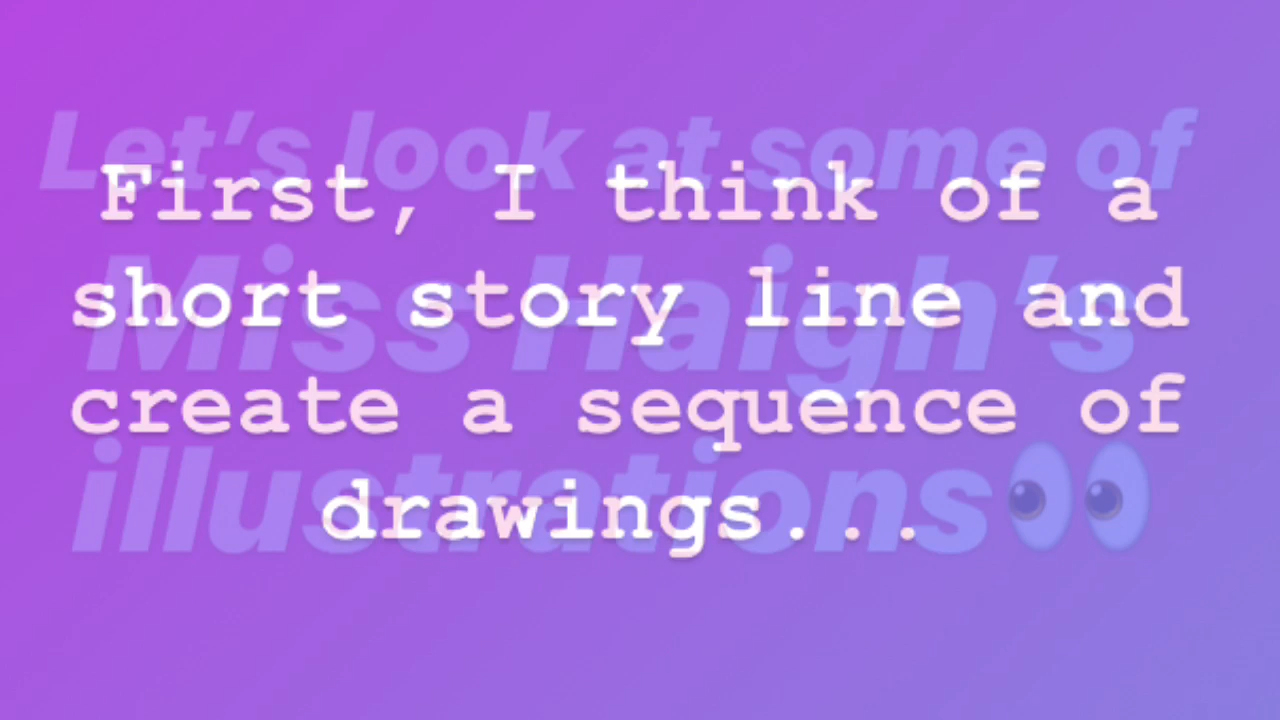 Let's look at some of
Miss Haigh's
illustrations👀
First, I think of a
short story line and
create a sequence of
drawings...